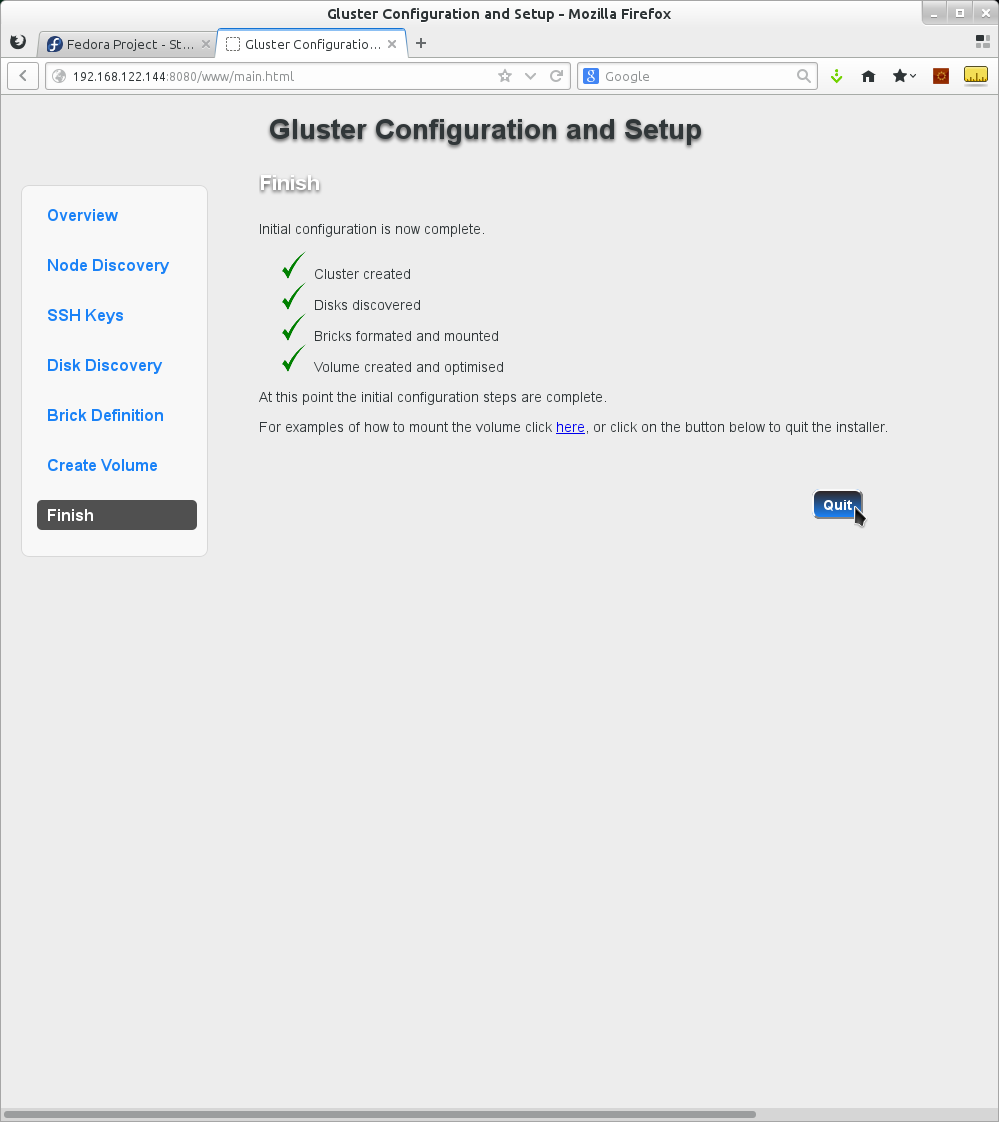 Gluster Configuration and Setup - Mozilla Firefox
Fedora Project - St...
Gluster Configuratio...
192.168.122.144:8080/www/main.html
Google
Gluster Configuration and Setup
Finish
Overview
Node Discovery
SSH Keys
Disk Discovery
Brick Definition
Create Volume
Finish
Initial configuration is now complete.
Cluster created
Disks discovered
Bricks formated and mounted
Volume created and optimised
At this point the initial configuration steps are complete.
For examples of how to mount the volume click here, or click on the button below to quit the installer.
Quit